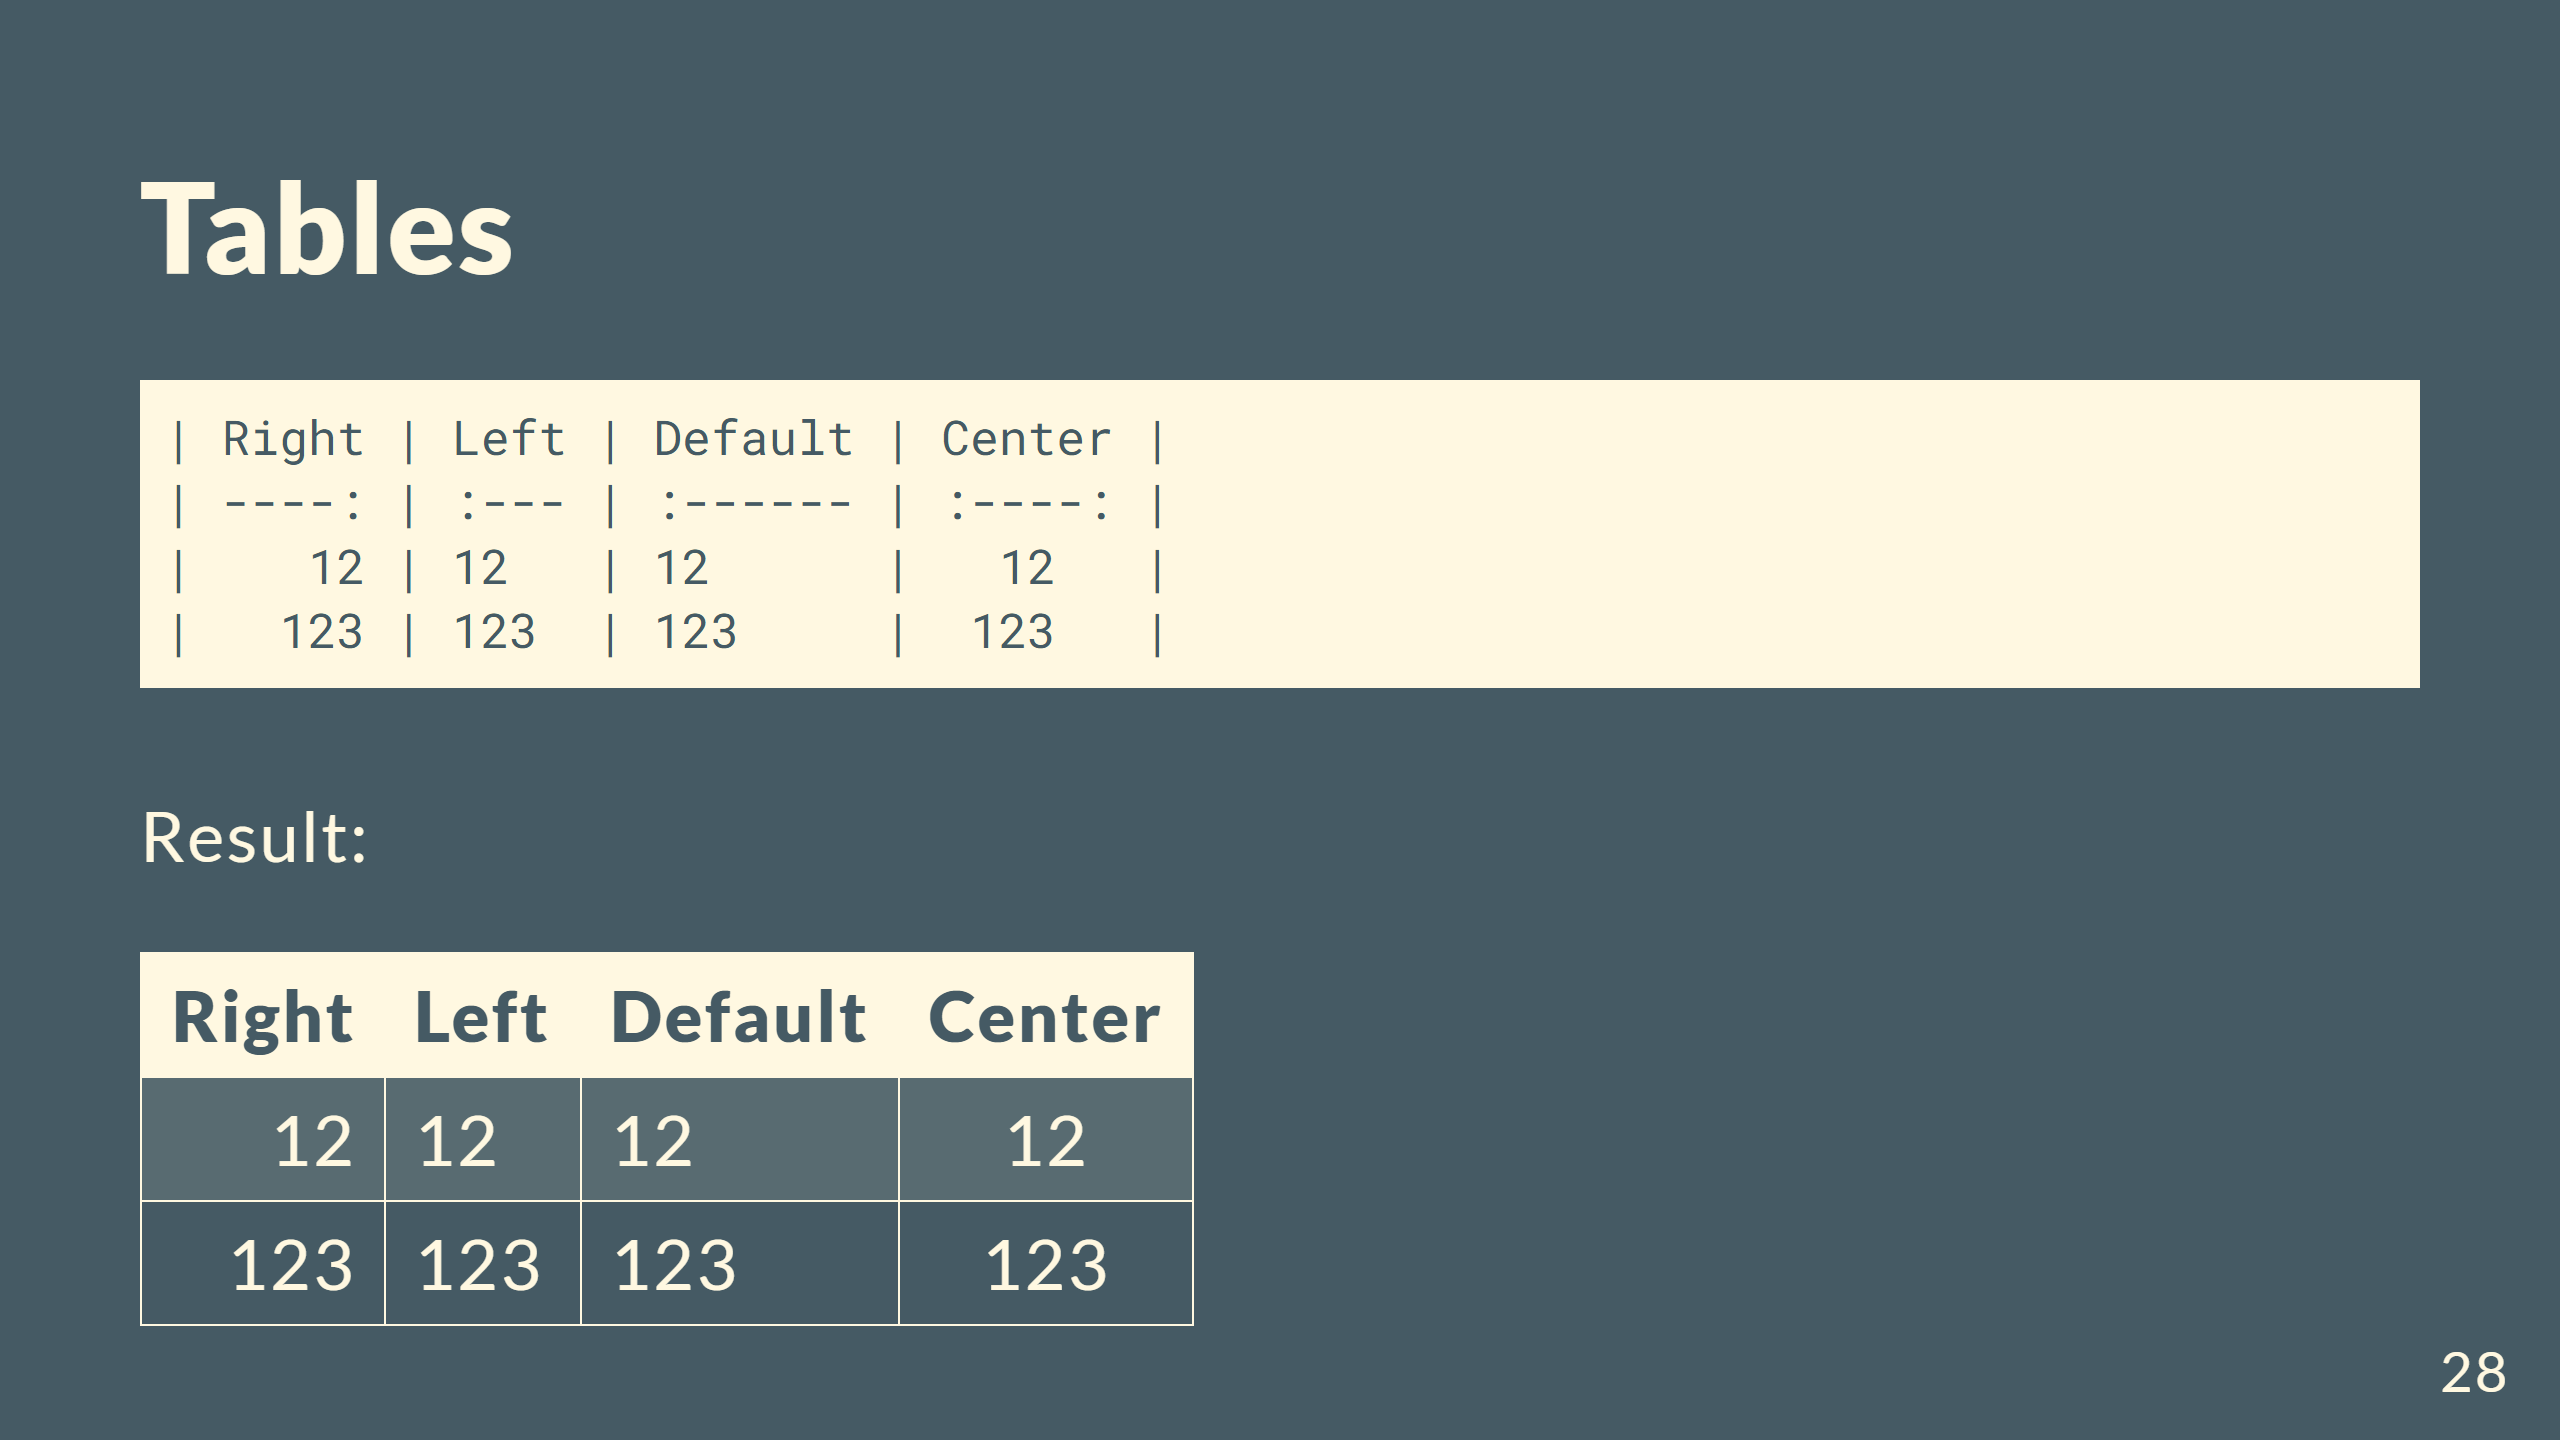 Tables
| Right | Left | Default | Center |
| ----: | :--- | :------ | :----: |
|    12 | 12   | 12      |   12   |
|   123 | 123  | 123     |  123   |
Result:
Right Left Default Center
12 12 12 12
123 123 123 123
28